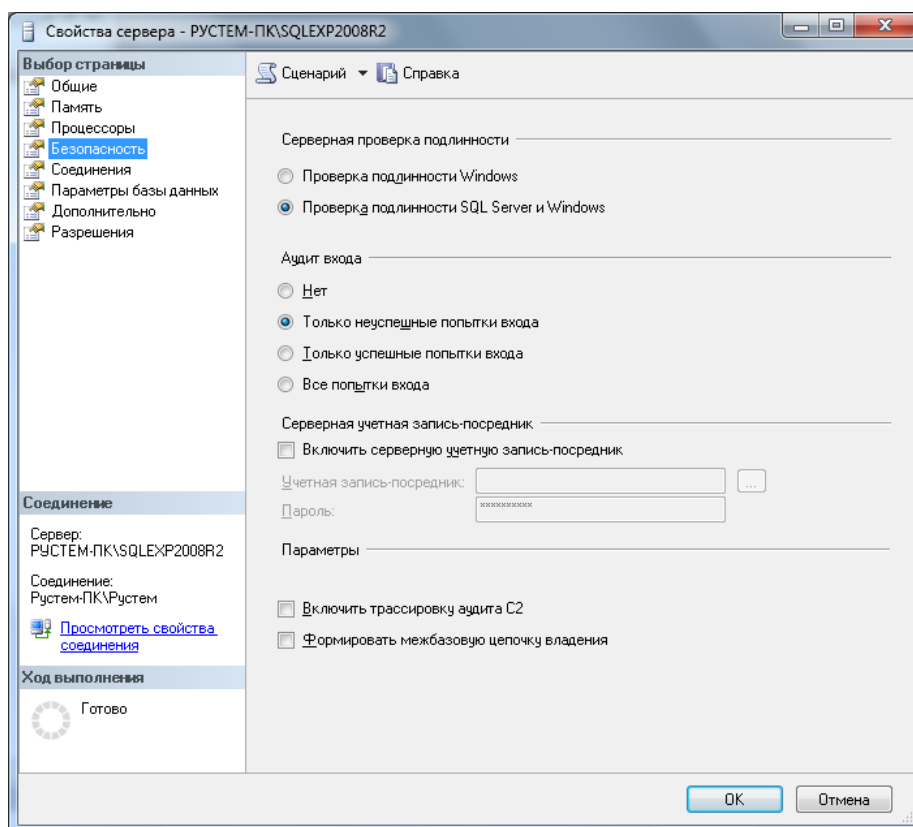 Свойства сервера - РУСТЕМ-ПК\SQLEXP2008R2
Выбор страницы
Общие
Память
Процессоры
Безопасность
Соединения
Параметры базы данных
Дополнительно
Разрешения
Соединение
Сервер:
РУСТЕМ-ПК\SQLEXP2008R2
Соединение:
Рустем-ПК\Рустем
Просмотреть свойства
соединения
Ход выполнения
Готово
Сценарий
Справка
Серверная проверка подлинности
Проверка подлинности Windows
Проверка подлинности SQL Server и Windows
Аудит входа
Нет
Только неуспешные попытки входа
Только успешные попытки входа
Все попытки входа
Серверная учетная запись-посредник
Включить серверную учетную запись-посредник
Учетная запись-посредник:
...
Пароль:
**********
Параметры
Включить трассировку аудита C2
Формировать межбазовую цепочку владения
OK
Отмена